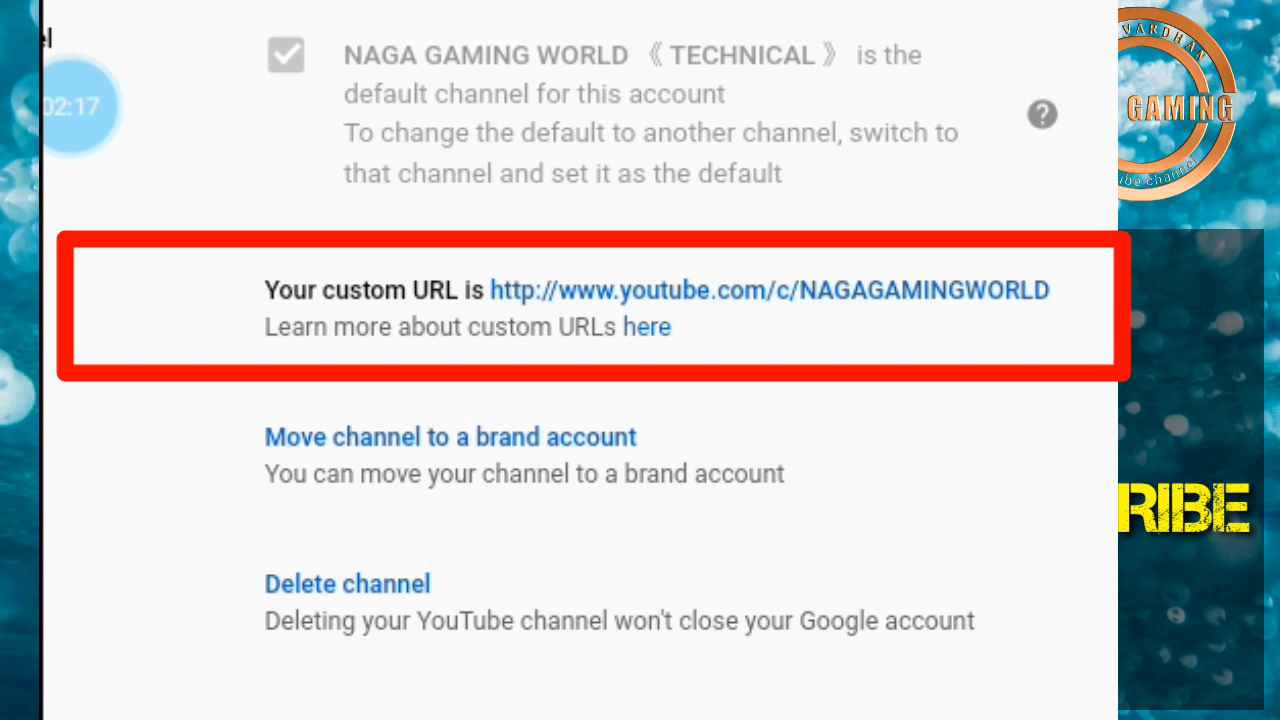 NAGA GAMING WORLD 《 TECHNICAL 》 is the
default channel for this account
To change the default to another channel, switch to
that channel and set it as the default
02:17
Your custom URL is http://www.youtube.com/c/NAGAGAMINGWORLD
Learn more about custom URLs here
Move channel to a brand account
You can move your channel to a brand account
Delete channel
Deleting your YouTube channel won't close your Google account
VARDHAN
GAMING
ube channel
RIBE